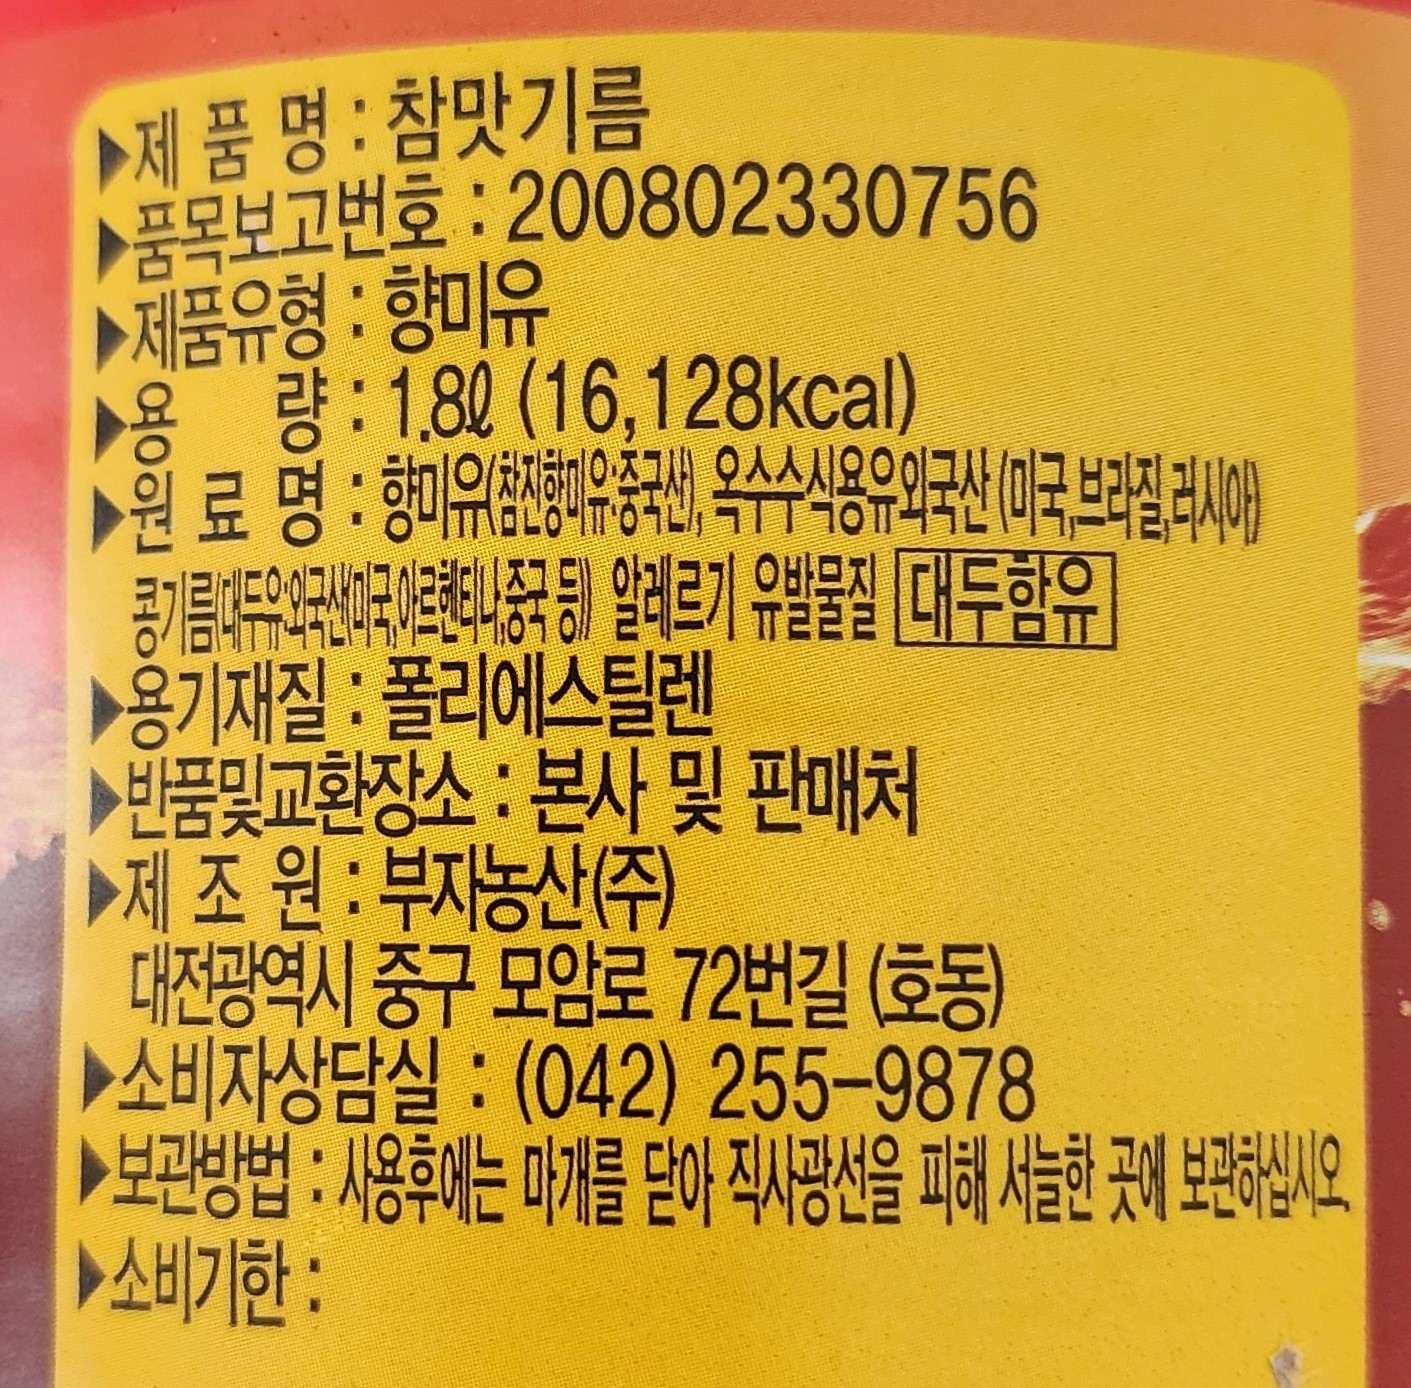 ▶제 품 명 : 참맛기름
▶품목보고번호 : 200802330756
▶제품유형 : 향미유
▶용 량 : 1.8ℓ (16,128kcal)
▶원 료 명 : 향미유(참진향미유:중국산), 옥수수식용유외국산 (미국,브라질,러시아)
콩기름(대두유:외국산(미국,아르헨티나,중국 등)) 알레르기 유발물질 대두함유
▶용기재질 : 폴리에스틸렌
▶반품및교환장소 : 본사 및 판매처
▶제 조 원 : 부자농산(주)
대전광역시 중구 모암로 72번길 (호동)
▶소비자상담실 : (042) 255-9878
▶보관방법 : 사용후에는 마개를 닫아 직사광선을 피해 서늘한 곳에 보관하십시오.
▶소비기한 :